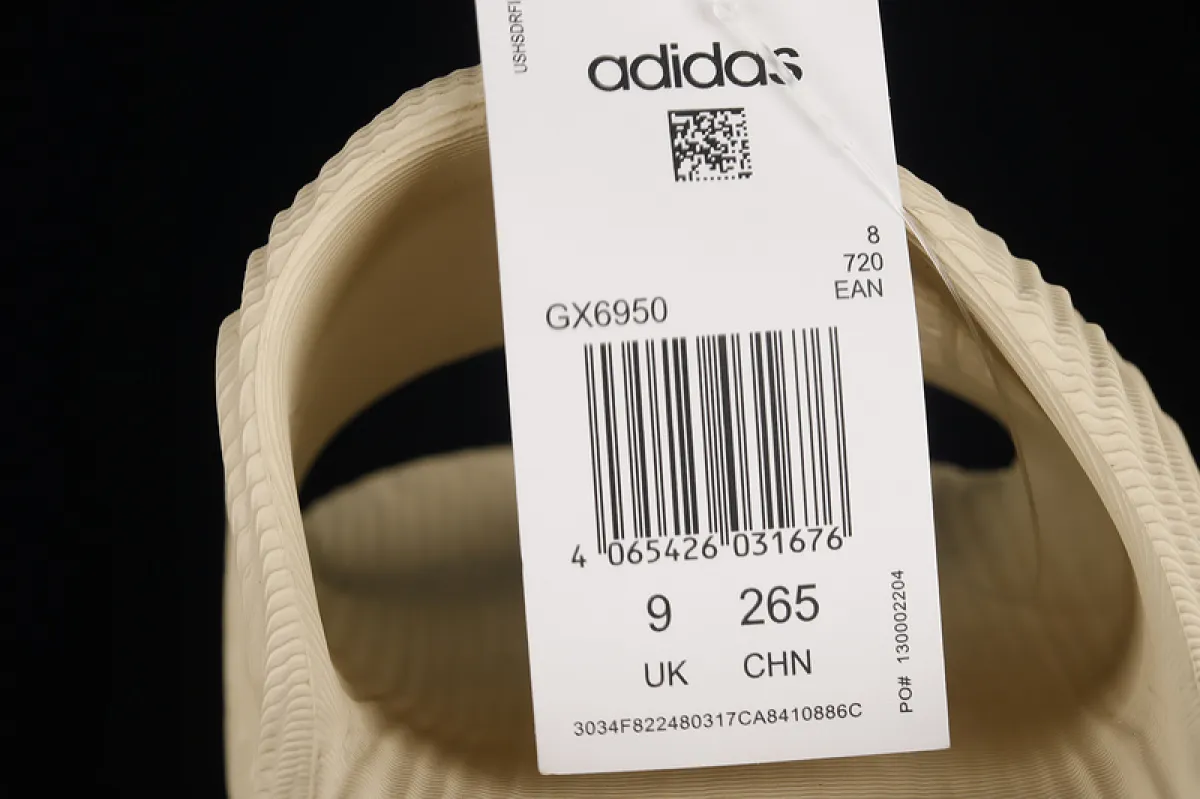 USHSDRFI
adidas
8
720
EAN
GX6950
4 065426 031676
9 265
UK CHN
3034F822480317CA8410886C
PO# 130002204